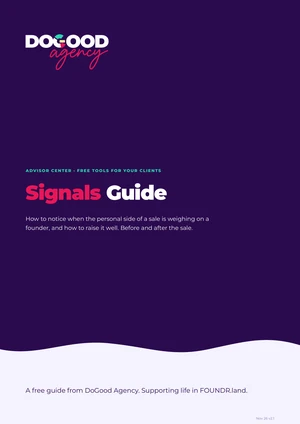 DOGOOD
agency
ADVISOR CENTER · FREE TOOLS FOR YOUR CLIENTS
Signals Guide
How to notice when the personal side of a sale is weighing on a
founder, and how to raise it well. Before and after the sale.
A free guide from DoGood Agency. Supporting life in FOUNDR.land.